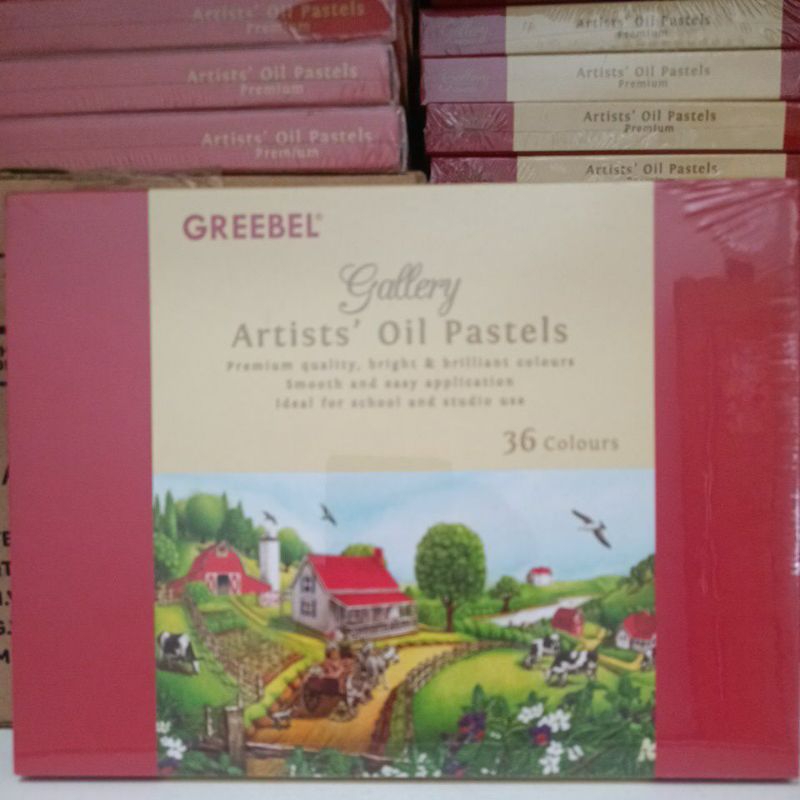 Artists' Oil Pastels
Premium
Artists' Oil Pastels
Premium
Artists' Oil Pastels
Premium
Gallery
Artists' Oil Pastels
Premium
Gallery
Artists' Oil Pastels
Premium
Artists' Oil Pastels
Premium
Artists' Oil Pastels
GREEBEL®
Gallery
Artists' Oil Pastels
Premium quality, bright & brilliant colours
Smooth and easy application
Ideal for school and studio use
36 Colours